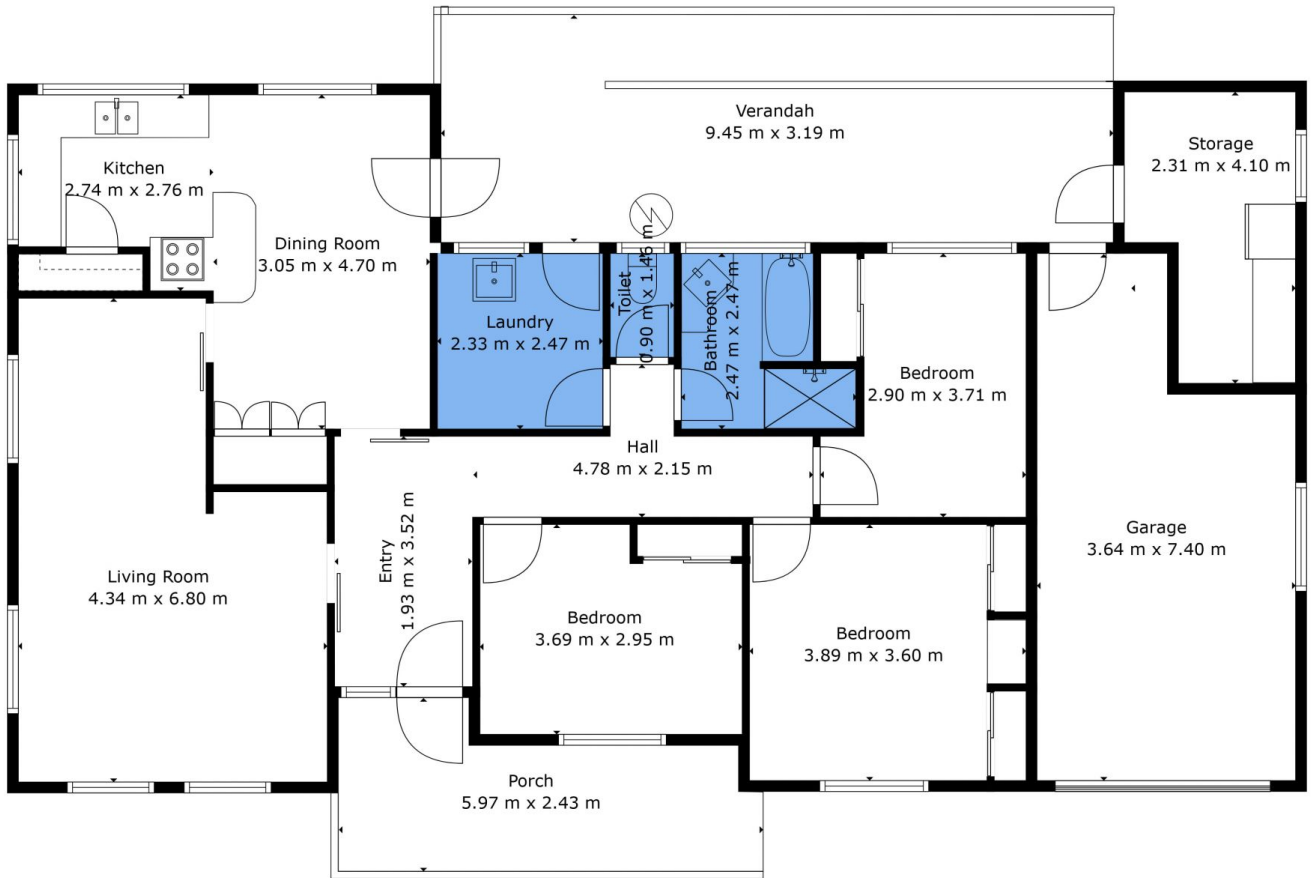 Verandah
9.45 m x 3.19 m
Storage
2.31 m x 4.10 m
Kitchen
2.74 m x 2.76 m
Dining Room
3.05 m x 4.70 m
Laundry
2.33 m x 2.47 m
Toilet
0.90 m x 1.46 m
Bathroom
2.47 m x 2.47 m
Bedroom
2.90 m x 3.71 m
Hall
4.78 m x 2.15 m
Entry
1.93 m x 3.52 m
Garage
3.64 m x 7.40 m
Living Room
4.34 m x 6.80 m
Bedroom
3.69 m x 2.95 m
Bedroom
3.89 m x 3.60 m
Porch
5.97 m x 2.43 m